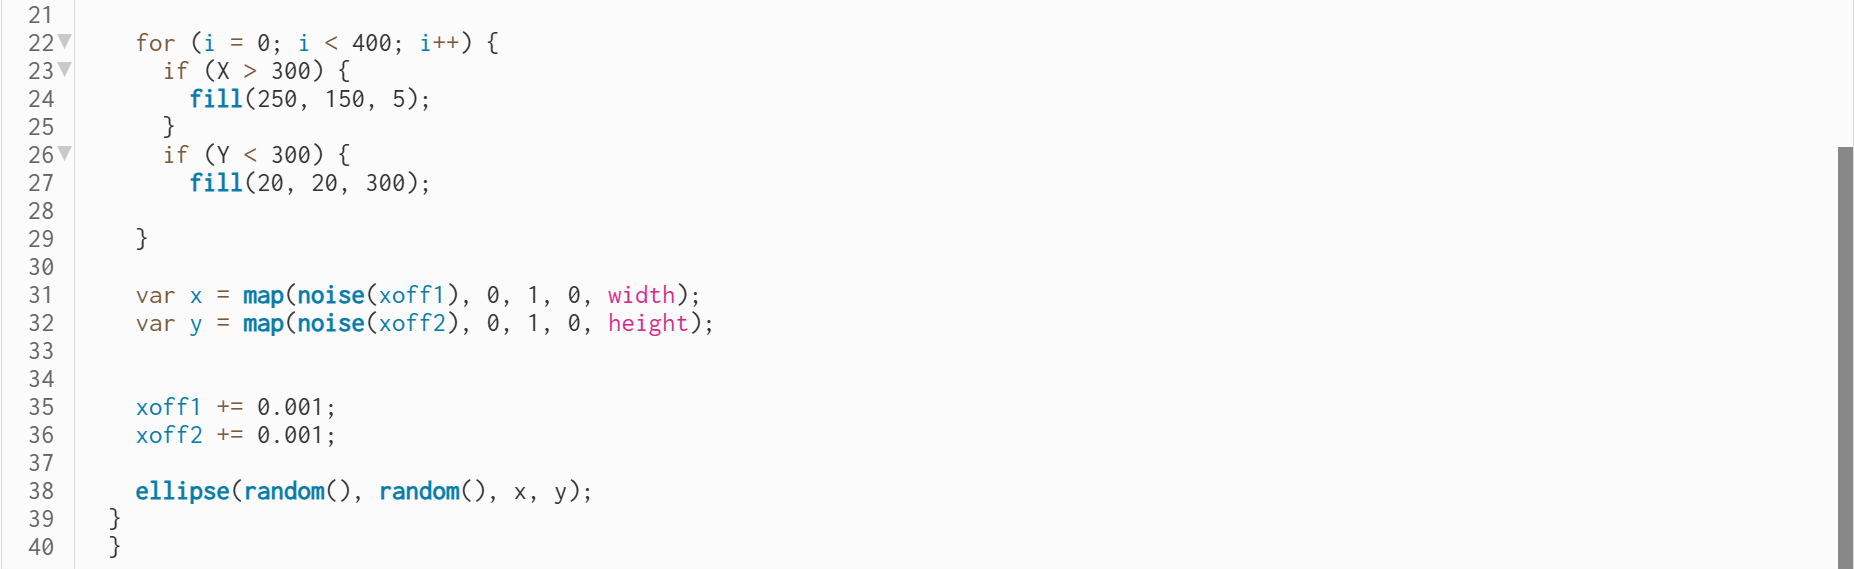 21
22 for (i = 0; i < 400; i++) {
23 if (X > 300) {
24 fill(250, 150, 5);
25 }
26 if (Y < 300) {
27 fill(20, 20, 300);
28
29 }
30
31 var x = map(noise(xoff1), 0, 1, 0, width);
32 var y = map(noise(xoff2), 0, 1, 0, height);
33
34
35 xoff1 += 0.001;
36 xoff2 += 0.001;
37
38 ellipse(random(), random(), x, y);
39 }
40 }